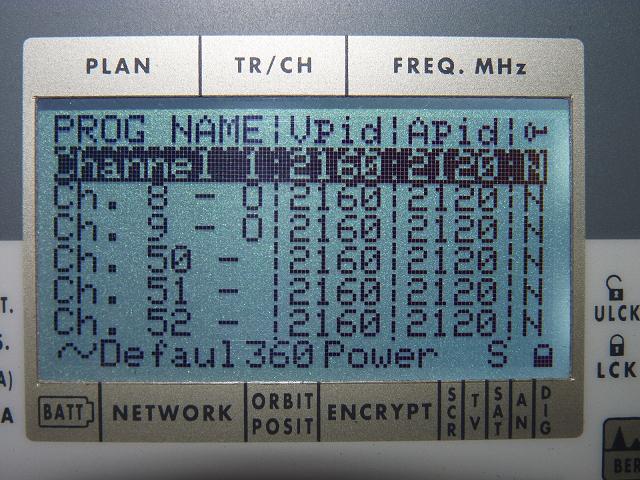 PLAN TR/CH FREQ. MHz
PROG NAME|Vpid|Apid|
Channel 1|2160|2120|N
Ch. 8 - 0|2160|2120|N
Ch. 9 - 0|2160|2120|N
Ch. 50 -|2160|2120|N
Ch. 51 -|2160|2120|N
Ch. 52 -|2160|2120|N
~Defaul360Power S
BATT NETWORK ORBIT POSIT ENCRYPT SCR TV SAT AN DIG
T.
S.
A)
A
ULCK
LCK
BER